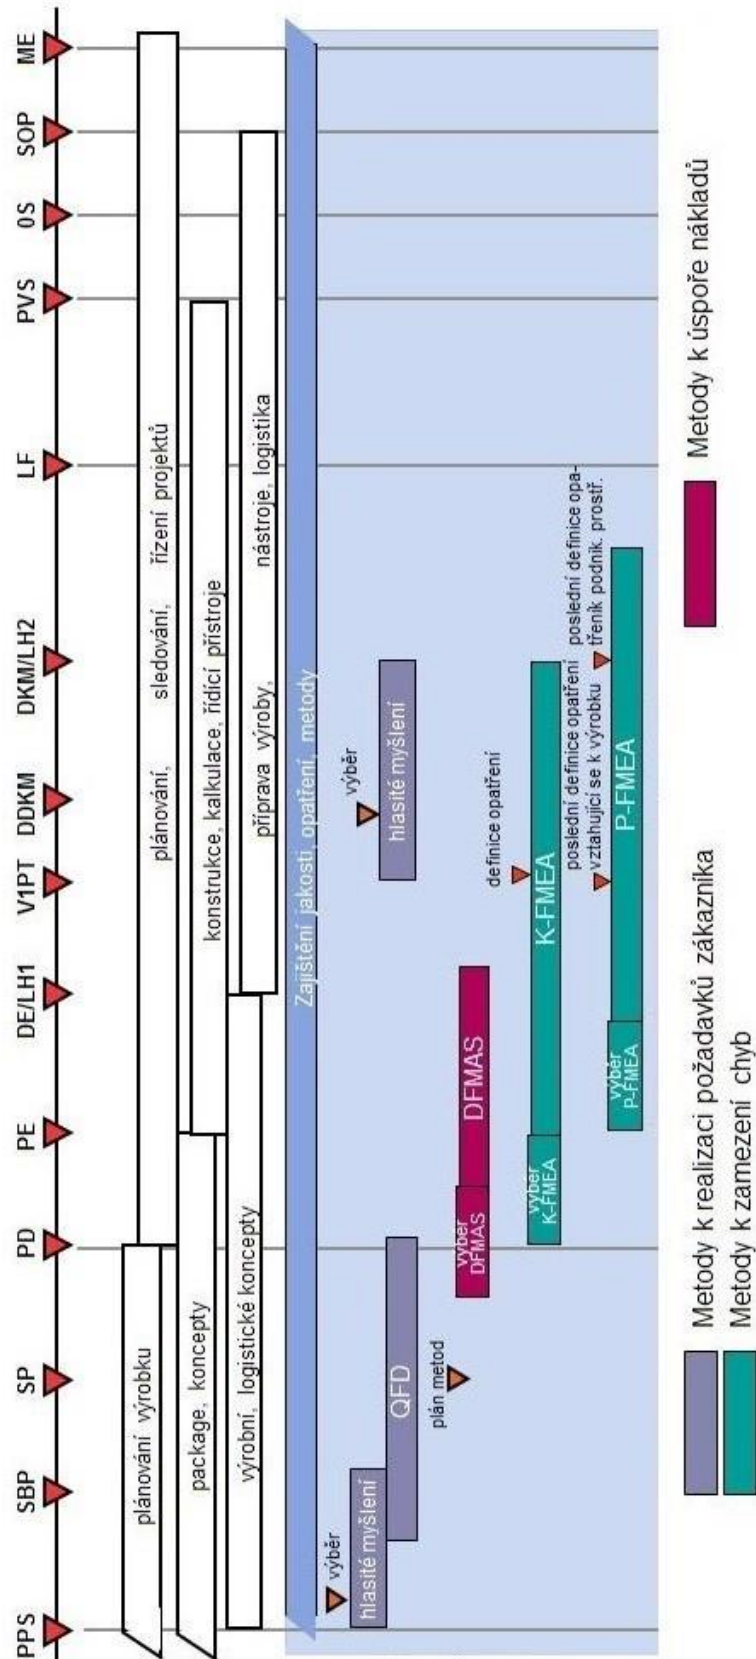 PPS SBP SP PD PE DE/LH1 V1PT DDKM DKM/LH2 LF PVS 0S SOP ME
plánování výrobku
plánování, sledování, řízení projektů
package, koncepty
konstrukce, kalkulace, řídící přístroje
výrobní, logistické koncepty
příprava výroby, nástroje, logistika
Zajištění jakosti, opatření, metody
výběr
hlasité myšlení
QFD
výběr
hlasité myšlení
plán metod
výběr
DFMAS
DFMAS
definice opatření
výběr
K-FMEA
K-FMEA
poslední definice opatření
vztahující se k výrobku
poslední definice opa-
třeník podnik. prostř.
výběr
P-FMEA
P-FMEA
Metody k realizaci požadavků zákazníka
Metody k zamezení chyb
Metody k úspoře nákladů